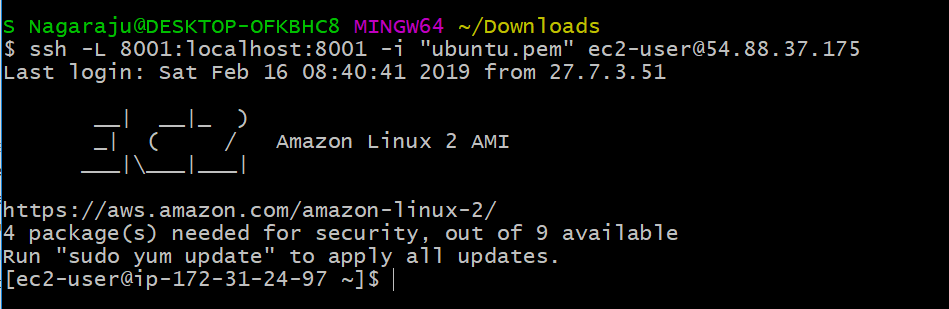 S Nagaraju@DESKTOP-OFKBHC8 MINGW64 ~/Downloads
$ ssh -L 8001:localhost:8001 -i "ubuntu.pem" ec2-user@54.88.37.175
Last login: Sat Feb 16 08:40:41 2019 from 27.7.3.51

       __|  __|_  )
       _|  (     /   Amazon Linux 2 AMI
      ___|\___|___|

https://aws.amazon.com/amazon-linux-2/
4 package(s) needed for security, out of 9 available
Run "sudo yum update" to apply all updates.
[ec2-user@ip-172-31-24-97 ~]$